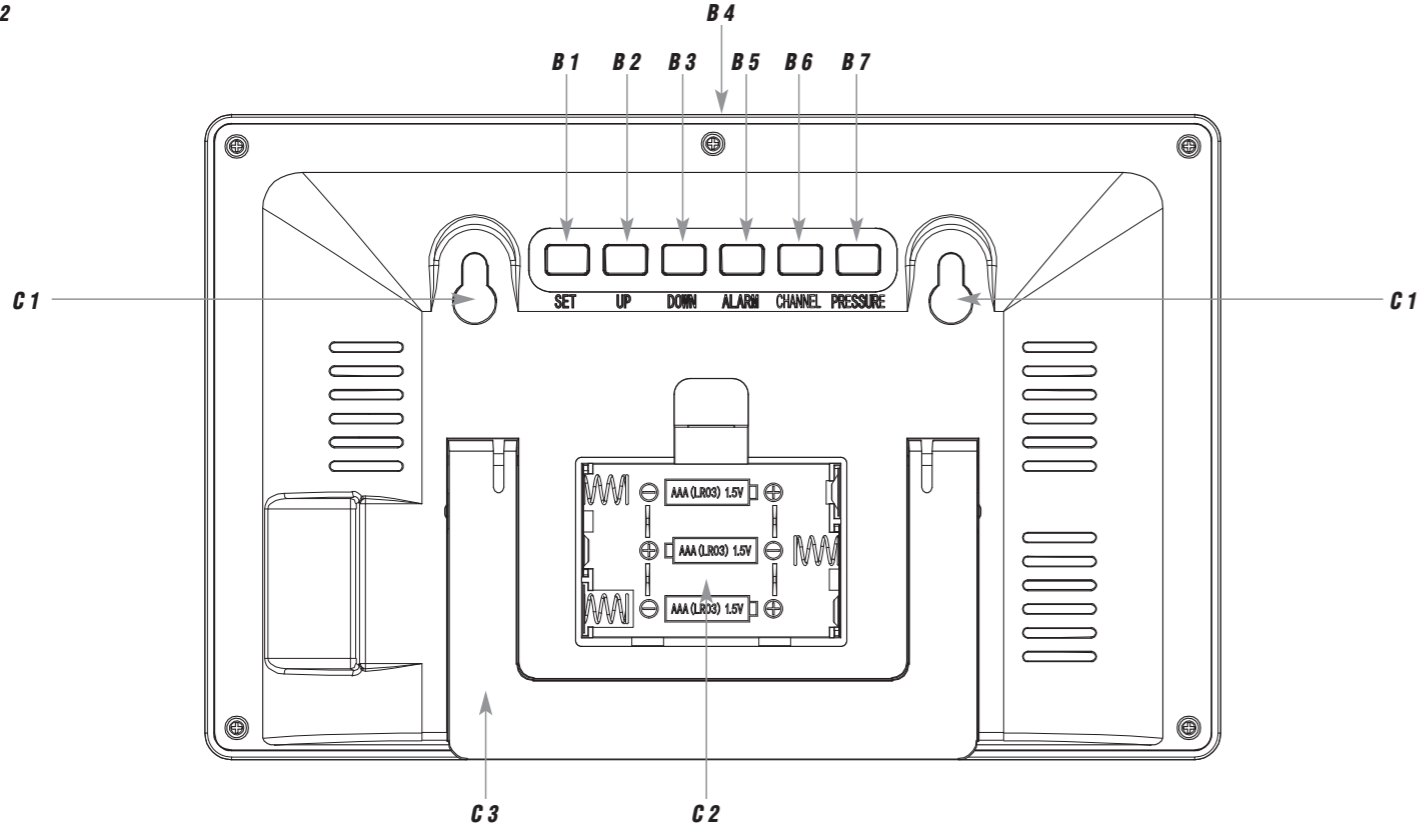 2
B 4
B 1 B 2 B 3 B 5 B 6 B 7
SET UP DOWN ALARM CHANNEL PRESSURE
C 1 C 1
AAA (LR03) 1.5V
AAA (LR03) 1.5V
AAA (LR03) 1.5V
C 3 C 2